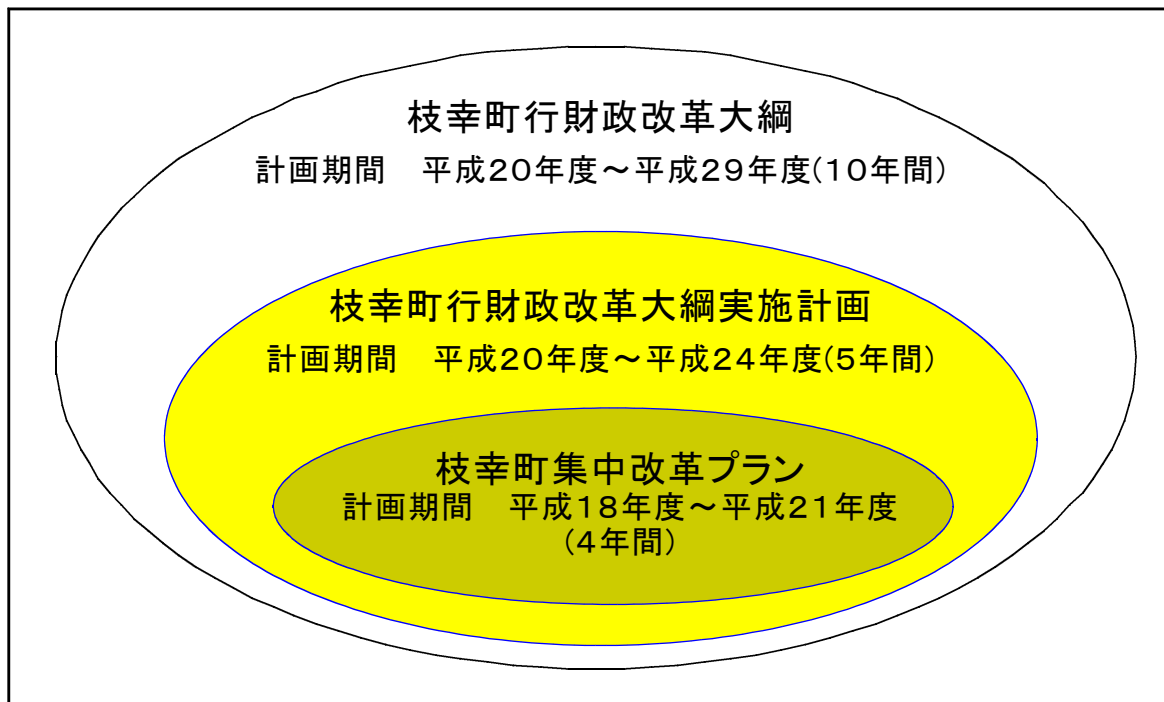 枝幸町行財政改革大綱
計画期間　平成20年度～平成29年度(10年間)
枝幸町行財政改革大綱実施計画
計画期間　平成20年度～平成24年度(5年間)
枝幸町集中改革プラン
計画期間　平成18年度～平成21年度
(4年間)